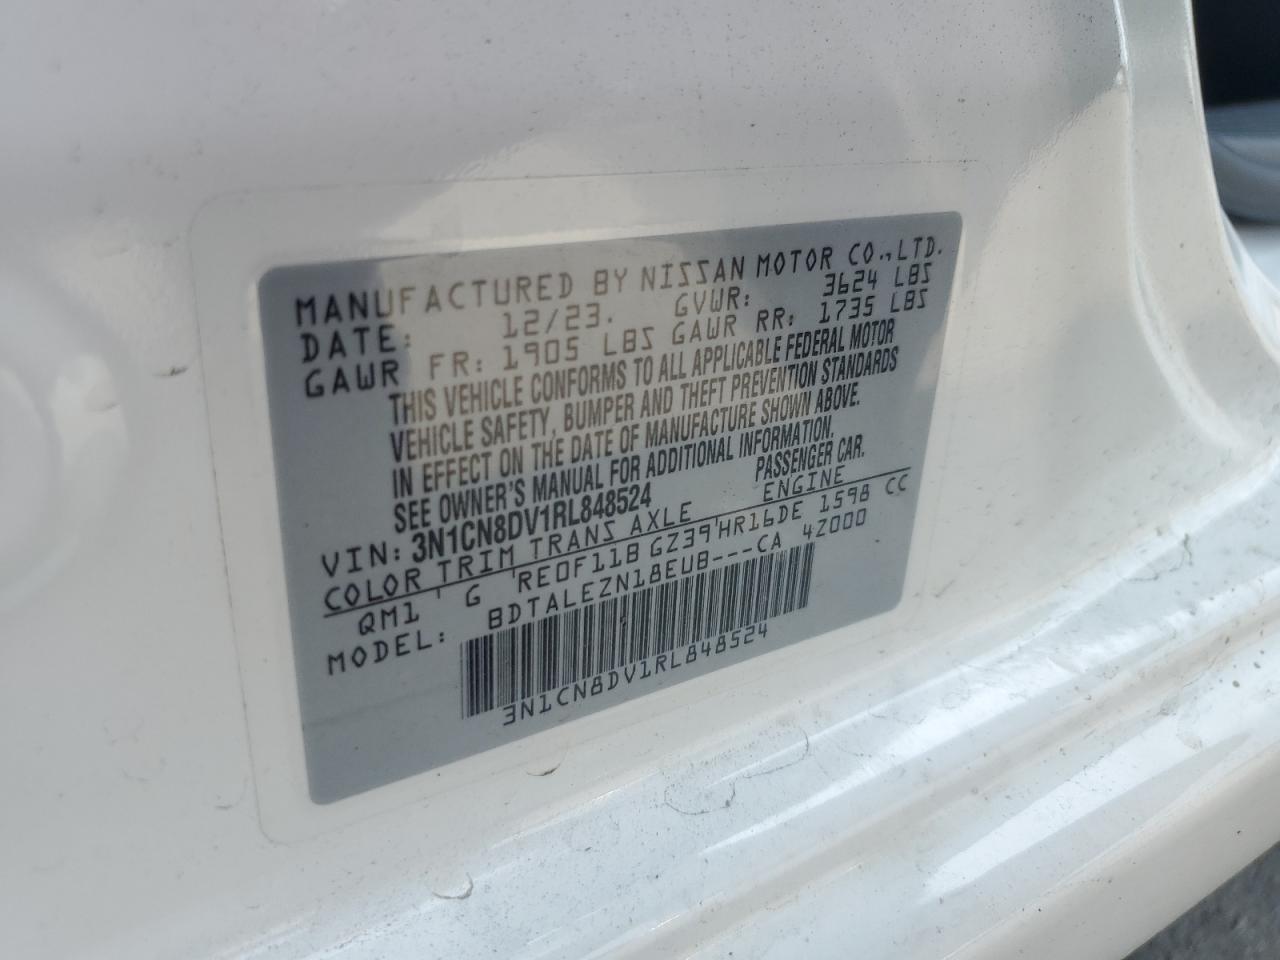 MANUFACTURED BY NISSAN MOTOR CO.,LTD.
DATE: 12/23. GVWR: 3624 LBS
GAWR FR: 1905 LBS GAWR RR: 1735 LBS
THIS VEHICLE CONFORMS TO ALL APPLICABLE FEDERAL MOTOR
VEHICLE SAFETY, BUMPER AND THEFT PREVENTION STANDARDS
IN EFFECT ON THE DATE OF MANUFACTURE SHOWN ABOVE.
SEE OWNER'S MANUAL FOR ADDITIONAL INFORMATION.
VIN: 3N1CN8DV1RL848524 PASSENGER CAR.
COLOR TRIM TRANS AXLE ENGINE
QM1 ' G 'RE0F11B GZ39'HR16DE 1598 CC
MODEL: BDTALEZN18EUB---CA 42000
3N1CN8DV1RL848524